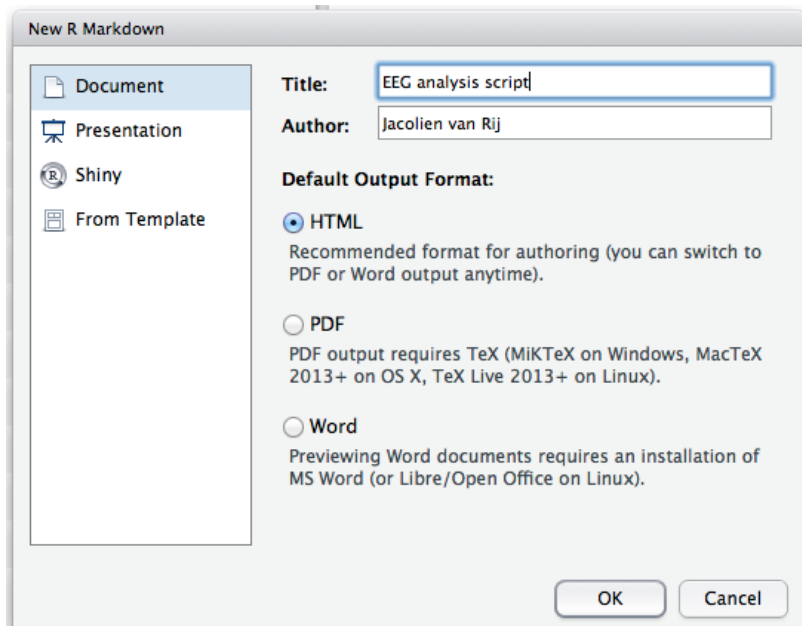 New R Markdown
Document
Presentation
Shiny
From Template
Title: EEG analysis script
Author: Jacolien van Rij
Default Output Format:
HTML
Recommended format for authoring (you can switch to
PDF or Word output anytime).
PDF
PDF output requires TeX (MiKTeX on Windows, MacTeX
2013+ on OS X, TeX Live 2013+ on Linux).
Word
Previewing Word documents requires an installation of
MS Word (or Libre/Open Office on Linux).
OK Cancel